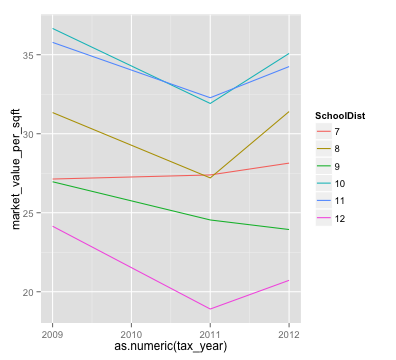 market_value_per_sqft
35
30
25
20
2009 2010 2011 2012
as.numeric(tax_year)
SchoolDist
7
8
9
10
11
12